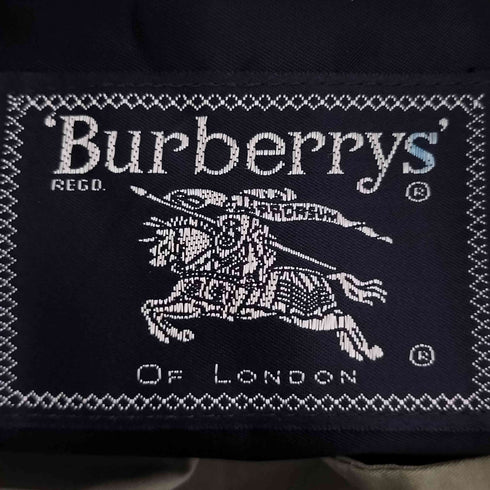 'Burberrys'
REGD. ®
PRORSUM
®
OF LONDON